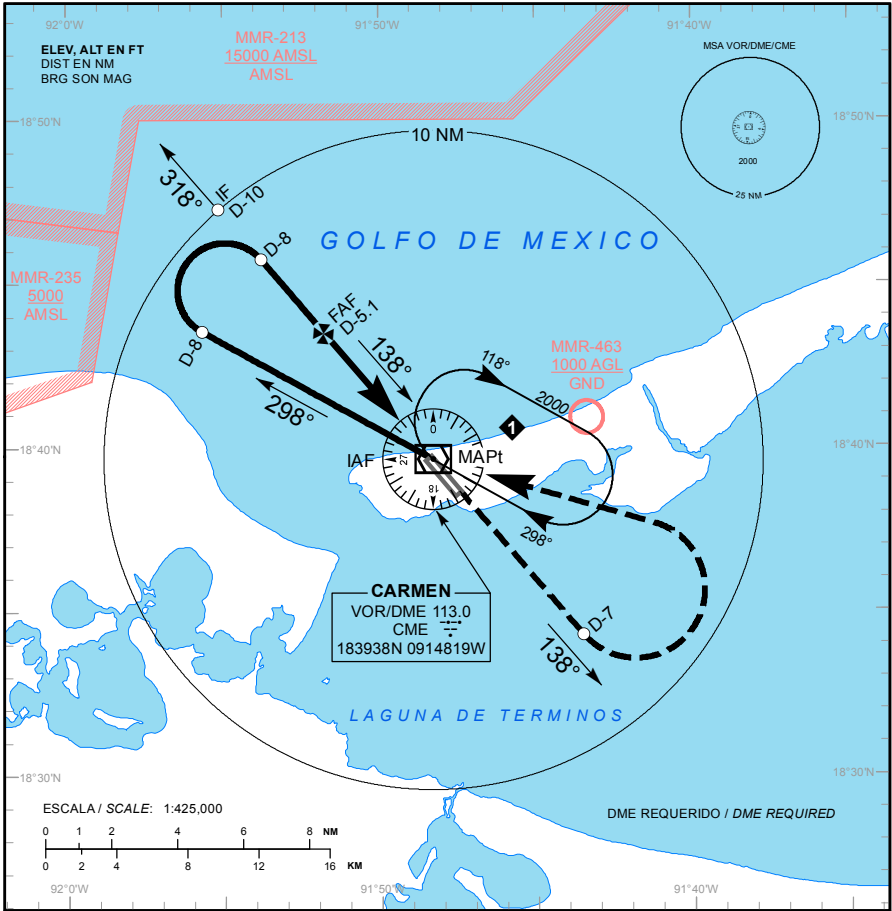 92°0'W
91°50'W
91°40'W
ELEV, ALT EN FT
DIST EN NM
BRG SON MAG
MMR-213
15000 AMSL
AMSL
MSA VOR/DME/CME
2000
25 NM
18°50'N
18°50'N
10 NM
318°
IF
D-10
GOLFO DE MEXICO
D-8
MMR-235
5000
AMSL
FAF
D-5.1
D-8
138°
298°
118°
2000
MMR-463
1000 AGL
GND
1
18°40'N
18°40'N
IAF
MAPt
0
27
18
298°
CARMEN
VOR/DME 113.0
CME
183938N 0914819W
D-7
138°
LAGUNA DE TERMINOS
18°30'N
18°30'N
ESCALA / SCALE: 1:425,000
DME REQUERIDO / DME REQUIRED
0 1 2 4 6 8 NM
0 2 4 8 12 16 KM
92°0'W
91°50'W
91°40'W